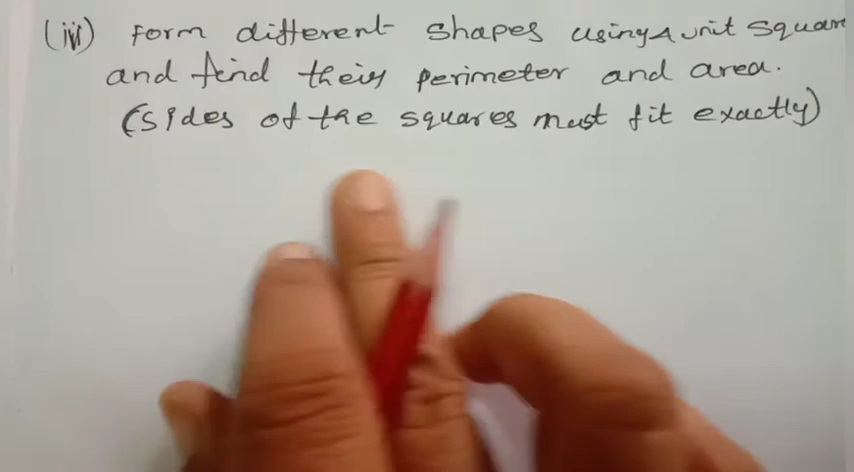 (iii) Form different shapes using 4 unit square
and find their perimeter and area.
(Sides of the squares must fit exactly)